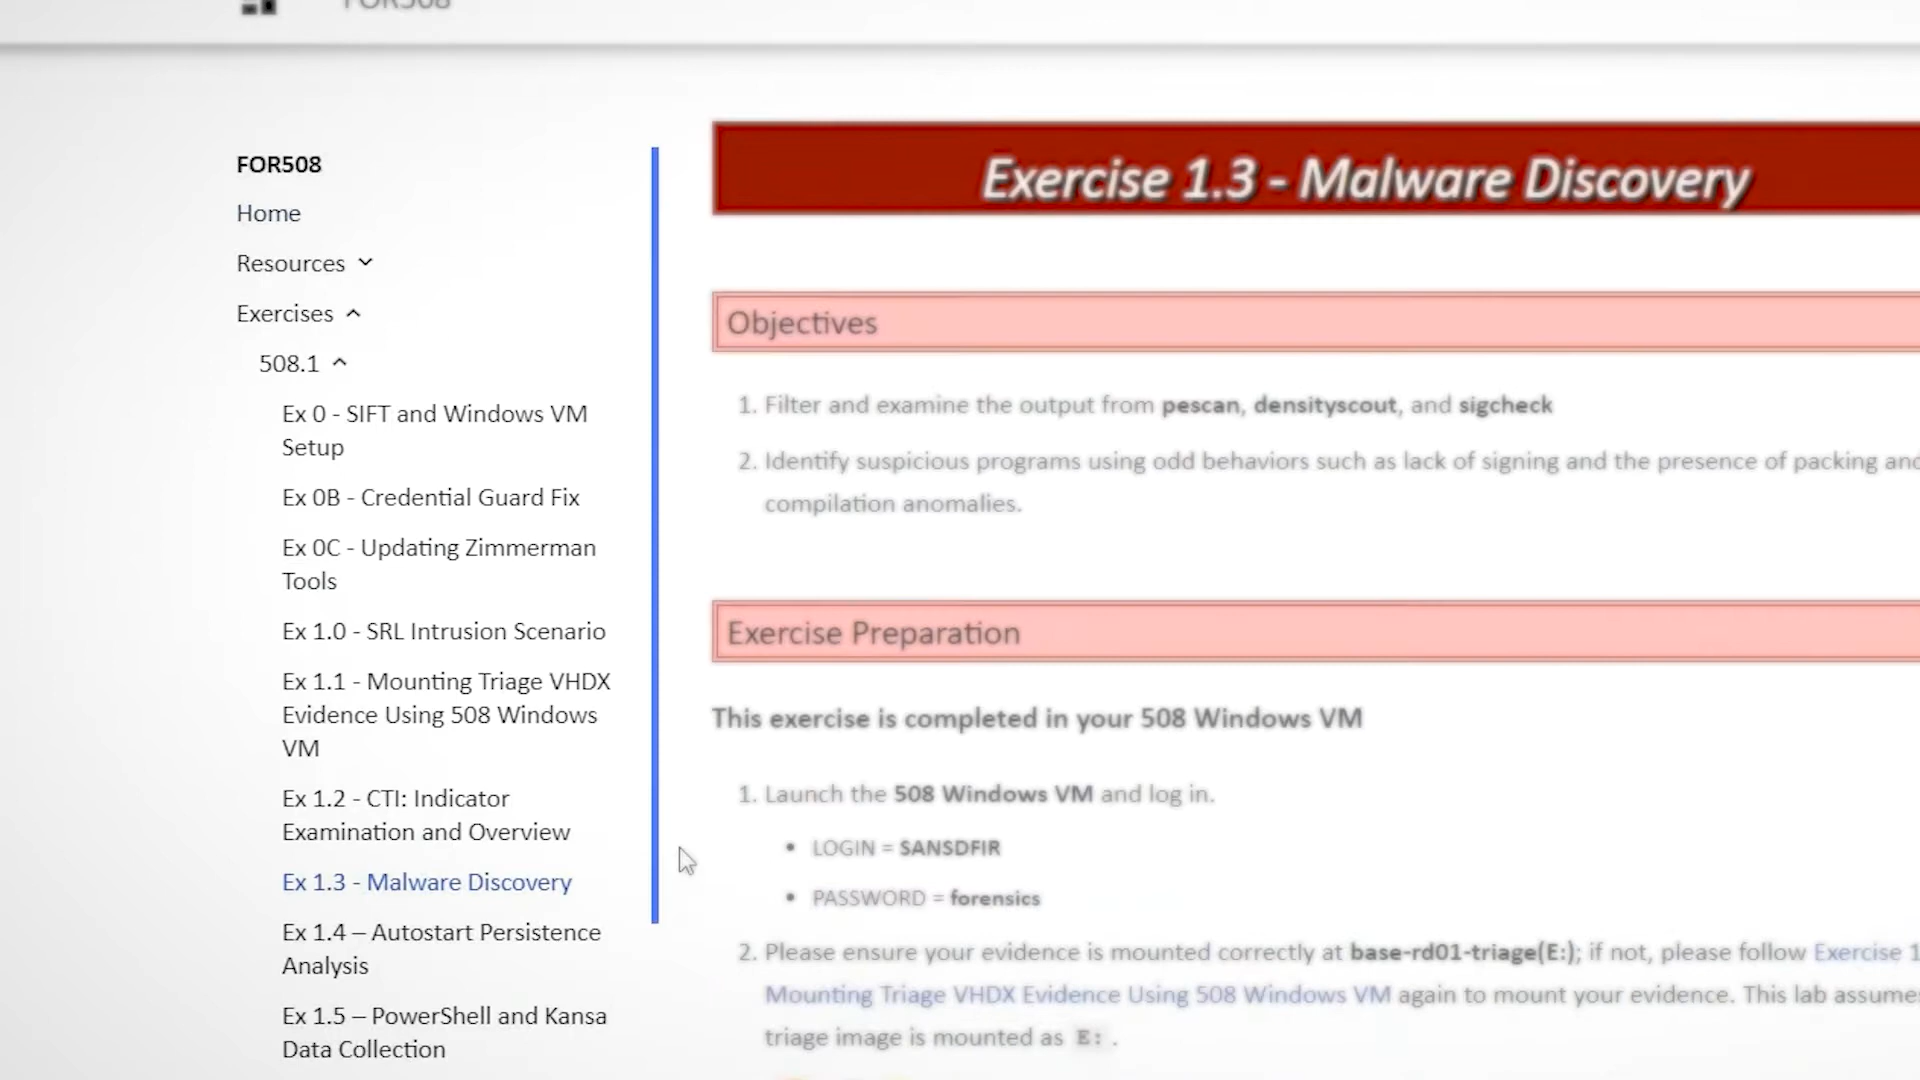 FOR508
FOR508
Home
Resources
Exercises
508.1
Ex 0 - SIFT and Windows VM
Setup
Ex 0B - Credential Guard Fix
Ex 0C - Updating Zimmerman
Tools
Ex 1.0 - SRL Intrusion Scenario
Ex 1.1 - Mounting Triage VHDX
Evidence Using 508 Windows
VM
Ex 1.2 - CTI: Indicator
Examination and Overview
Ex 1.3 - Malware Discovery
Ex 1.4 – Autostart Persistence
Analysis
Ex 1.5 – PowerShell and Kansa
Data Collection
Exercise 1.3 - Malware Discovery
Objectives
1. Filter and examine the output from pescan, densityscout, and sigcheck
2. Identify suspicious programs using odd behaviors such as lack of signing and the presence of packing and
compilation anomalies.
Exercise Preparation
This exercise is completed in your 508 Windows VM
1. Launch the 508 Windows VM and log in.
• LOGIN = SANSDFIR
• PASSWORD = forensics
2. Please ensure your evidence is mounted correctly at base-rd01-triage(E:); if not, please follow Exercise 1
Mounting Triage VHDX Evidence Using 508 Windows VM again to mount your evidence. This lab assumes
triage image is mounted as E: .